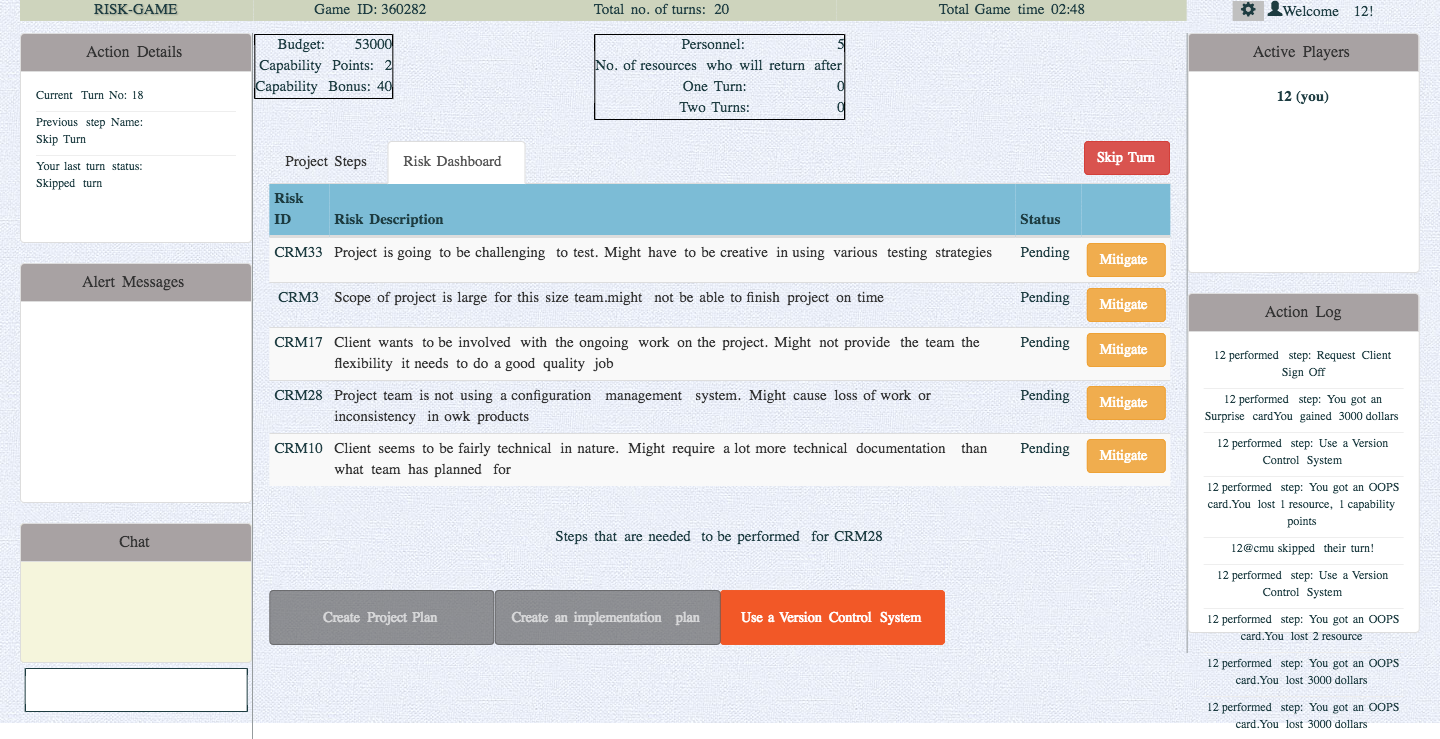 RISK-GAME
Game ID: 360282
Total no. of turns: 20
Total Game time 02:48
Welcome 12!
Action Details
Current Turn No: 18
Previous step Name:
Skip Turn
Your last turn status:
Skipped turn
Alert Messages
Chat
Budget: 53000
Capability Points: 2
Capability Bonus: 40
Personnel: 5
No. of resources who will return after
One Turn: 0
Two Turns: 0
Project Steps
Risk Dashboard
Skip Turn
Risk
ID Risk Description Status
CRM33 Project is going to be challenging to test. Might have to be creative in using various testing strategies Pending Mitigate
CRM3 Scope of project is large for this size team.might not be able to finish project on time Pending Mitigate
CRM17 Client wants to be involved with the ongoing work on the project. Might not provide the team the Pending Mitigate
flexibility it needs to do a good quality job
CRM28 Project team is not using a configuration management system. Might cause loss of work or Pending Mitigate
inconsistency in owk products
CRM10 Client seems to be fairly technical in nature. Might require a lot more technical documentation than Pending Mitigate
what team has planned for
Steps that are needed to be performed for CRM28
Create Project Plan
Create an implementation plan
Use a Version Control System
Active Players
12 (you)
Action Log
12 performed step: Request Client
Sign Off
12 performed step: You got an
Surprise cardYou gained 3000 dollars
12 performed step: Use a Version
Control System
12 performed step: You got an OOPS
card.You lost 1 resource, 1 capability
points
12@cmu skipped their turn!
12 performed step: Use a Version
Control System
12 performed step: You got an OOPS
card.You lost 2 resource
12 performed step: You got an OOPS
card.You lost 3000 dollars
12 performed step: You got an OOPS
card.You lost 3000 dollars